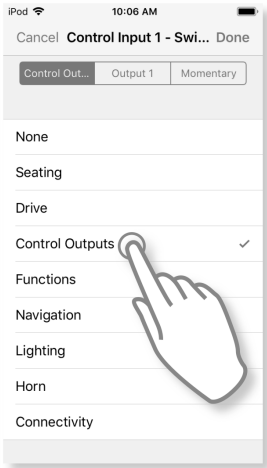 iPod 10:06 AM
Cancel Control Input 1 - Swi... Done
Control Out... Output 1 Momentary
None
Seating
Drive
Control Outputs
Functions
Navigation
Lighting
Horn
Connectivity